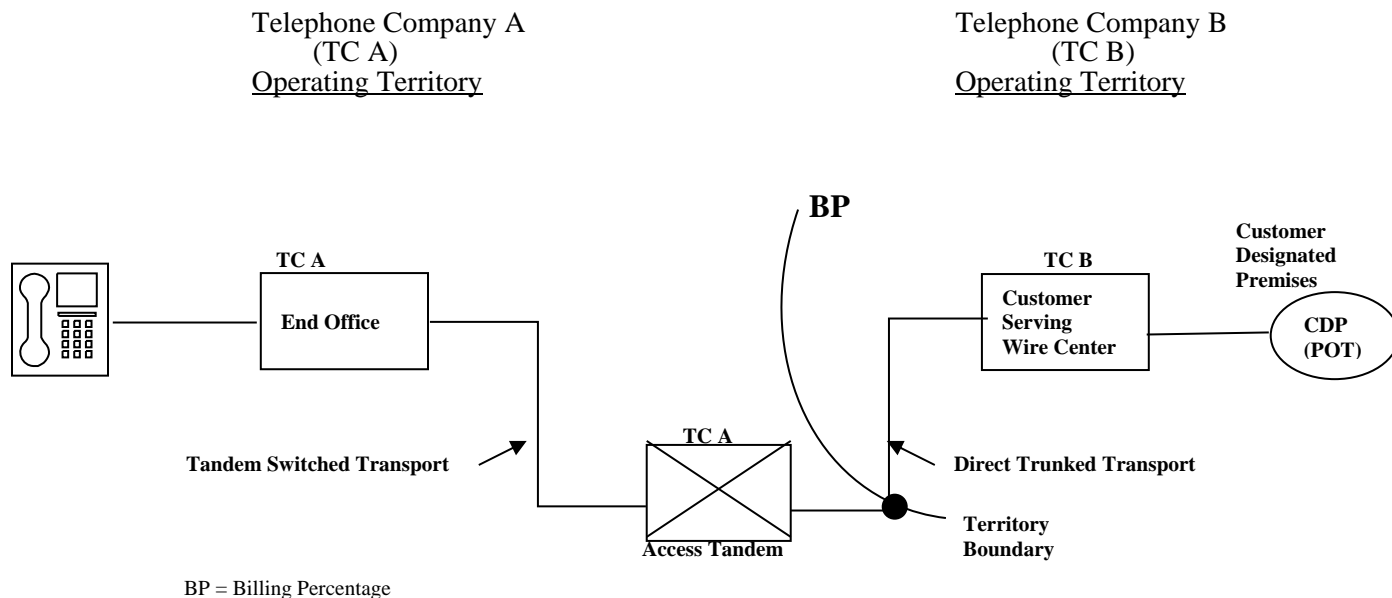 Telephone Company A
(TC A)
Operating Territory
Telephone Company B
(TC B)
Operating Territory
BP
TC A
End Office
TC B
Customer
Serving
Wire Center
Customer
Designated
Premises
CDP
(POT)
Tandem Switched Transport
TC A
Access Tandem
Direct Trunked Transport
Territory
Boundary
BP = Billing Percentage